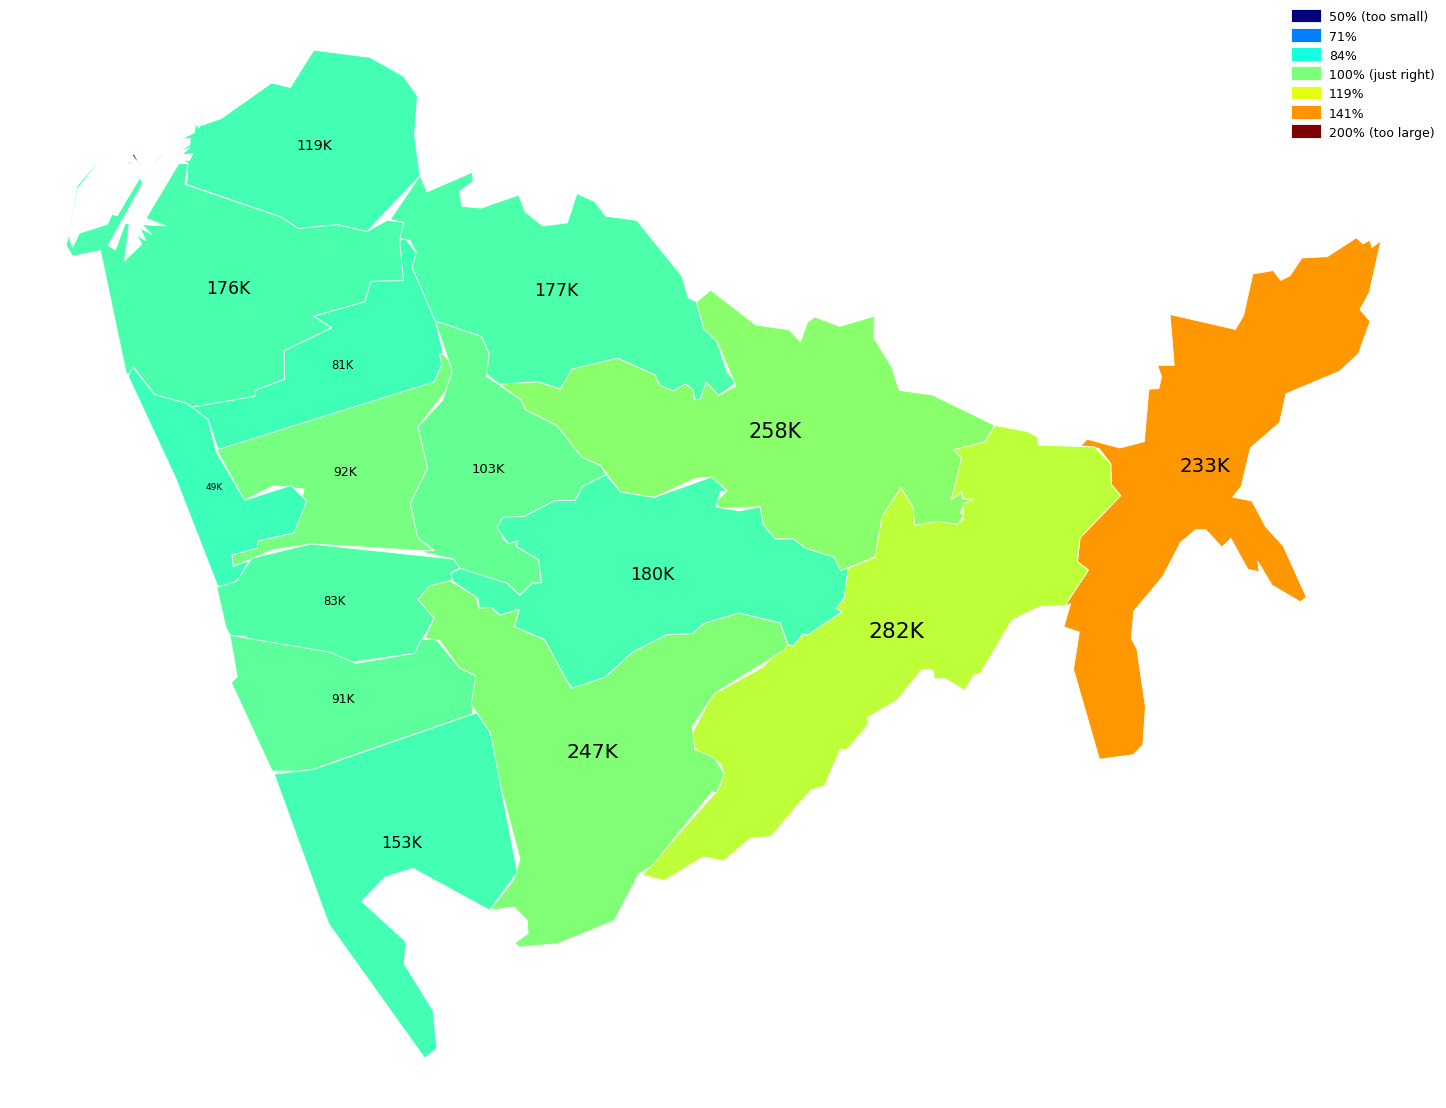 50% (too small)
71%
84%
100% (just right)
119%
141%
200% (too large)
119K
176K
177K
81K
258K
233K
92K
103K
49K
180K
83K
282K
91K
247K
153K